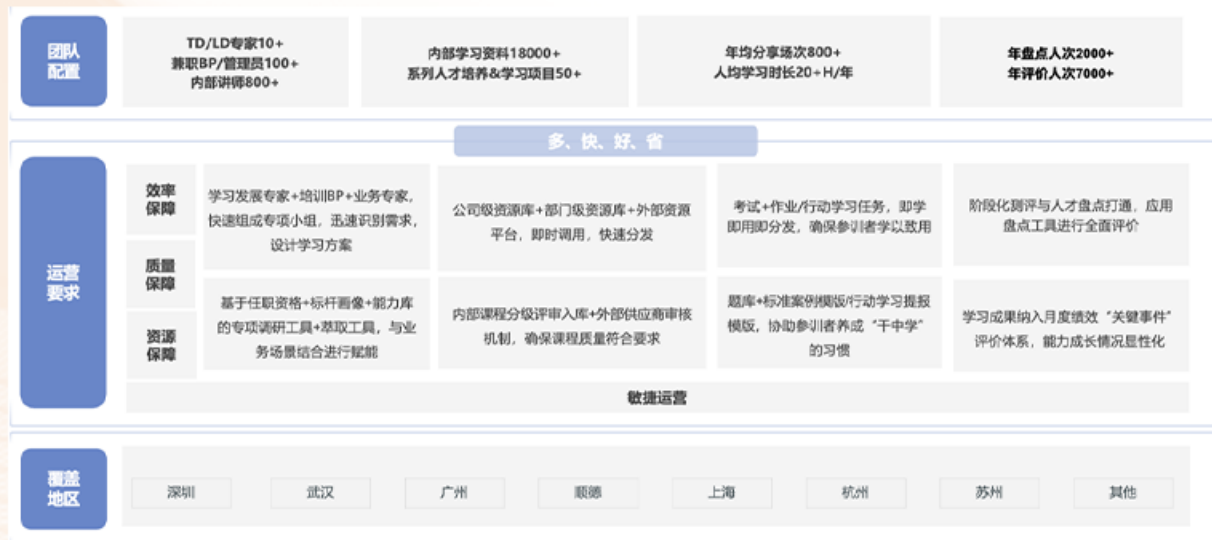 团队
配置
TD/LD专家10+
兼职BP/管理员100+
内部讲师800+
内部学习资料18000+
系列人才培养&学习项目50+
年均分享场次800+
人均学习时长20+H/年
年盘点人次2000+
年评价人次7000+
多、快、好、省
运营
要求
效率
保障
质量
保障
资源
保障
学习发展专家+培训BP+业务专家,
快速组成专项小组，迅速识别需求，
设计学习方案
公司级资源库+部门级资源库+外部资源
平台，即时调用，快速分发
考试+作业/行动学习任务，即学
即用即分发，确保参训者学以致用
阶段化测评与人才盘点打通，应用
盘点工具进行全面评价
基于任职资格+标杆画像+能力库
的专项调研工具+萃取工具，与业
务场景结合进行赋能
内部课程分级评审入库+外部供应商审核
机制，确保课程质量符合要求
题库+标准案例模版/行动学习提报
模版，协助参训者养成“干中学”
的习惯
学习成果纳入月度绩效“关键事件”
评价体系，能力成长情况显性化
敏捷运营
覆盖
地区
深圳
武汉
广州
顺德
上海
杭州
苏州
其他